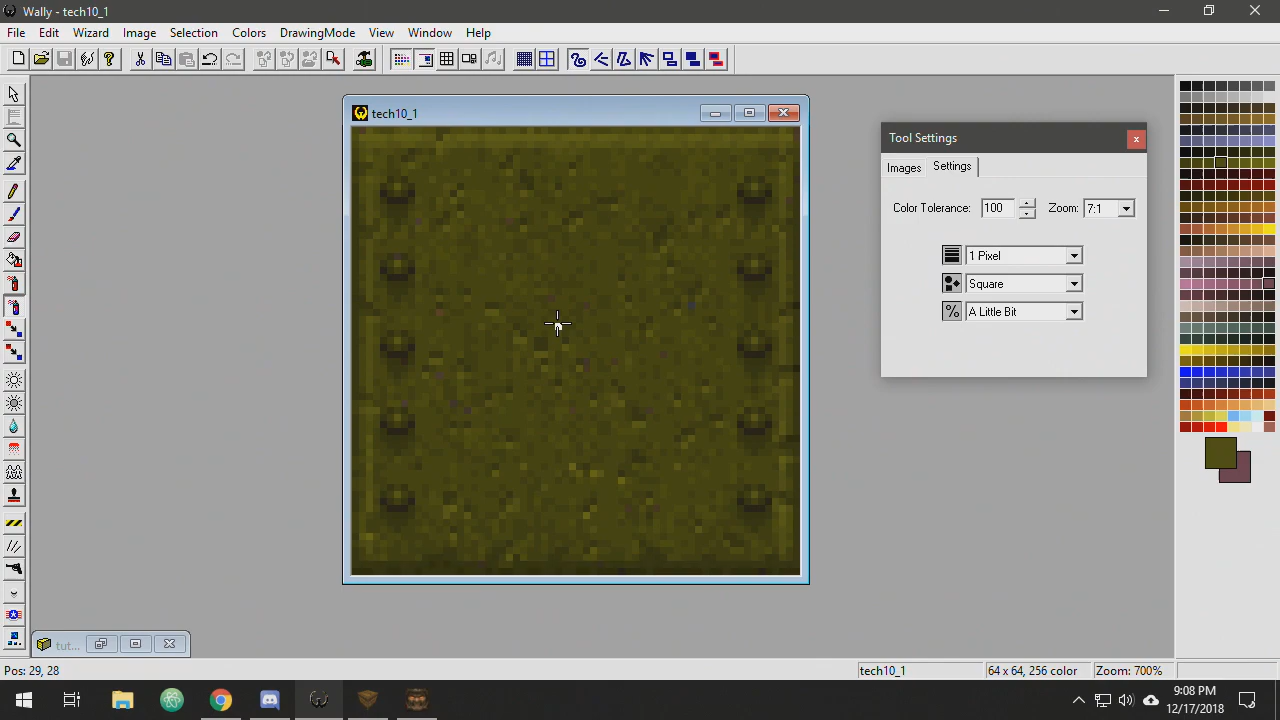 Wally - tech10_1
File Edit Wizard Image Selection Colors DrawingMode View Window Help
tech10_1
Tool Settings
Images Settings
Color Tolerance: 100 Zoom: 7:1
1 Pixel
Square
A Little Bit
tut...
Pos: 29, 28 tech10_1 64 x 64, 256 color Zoom: 700%
9:08 PM
12/17/2018